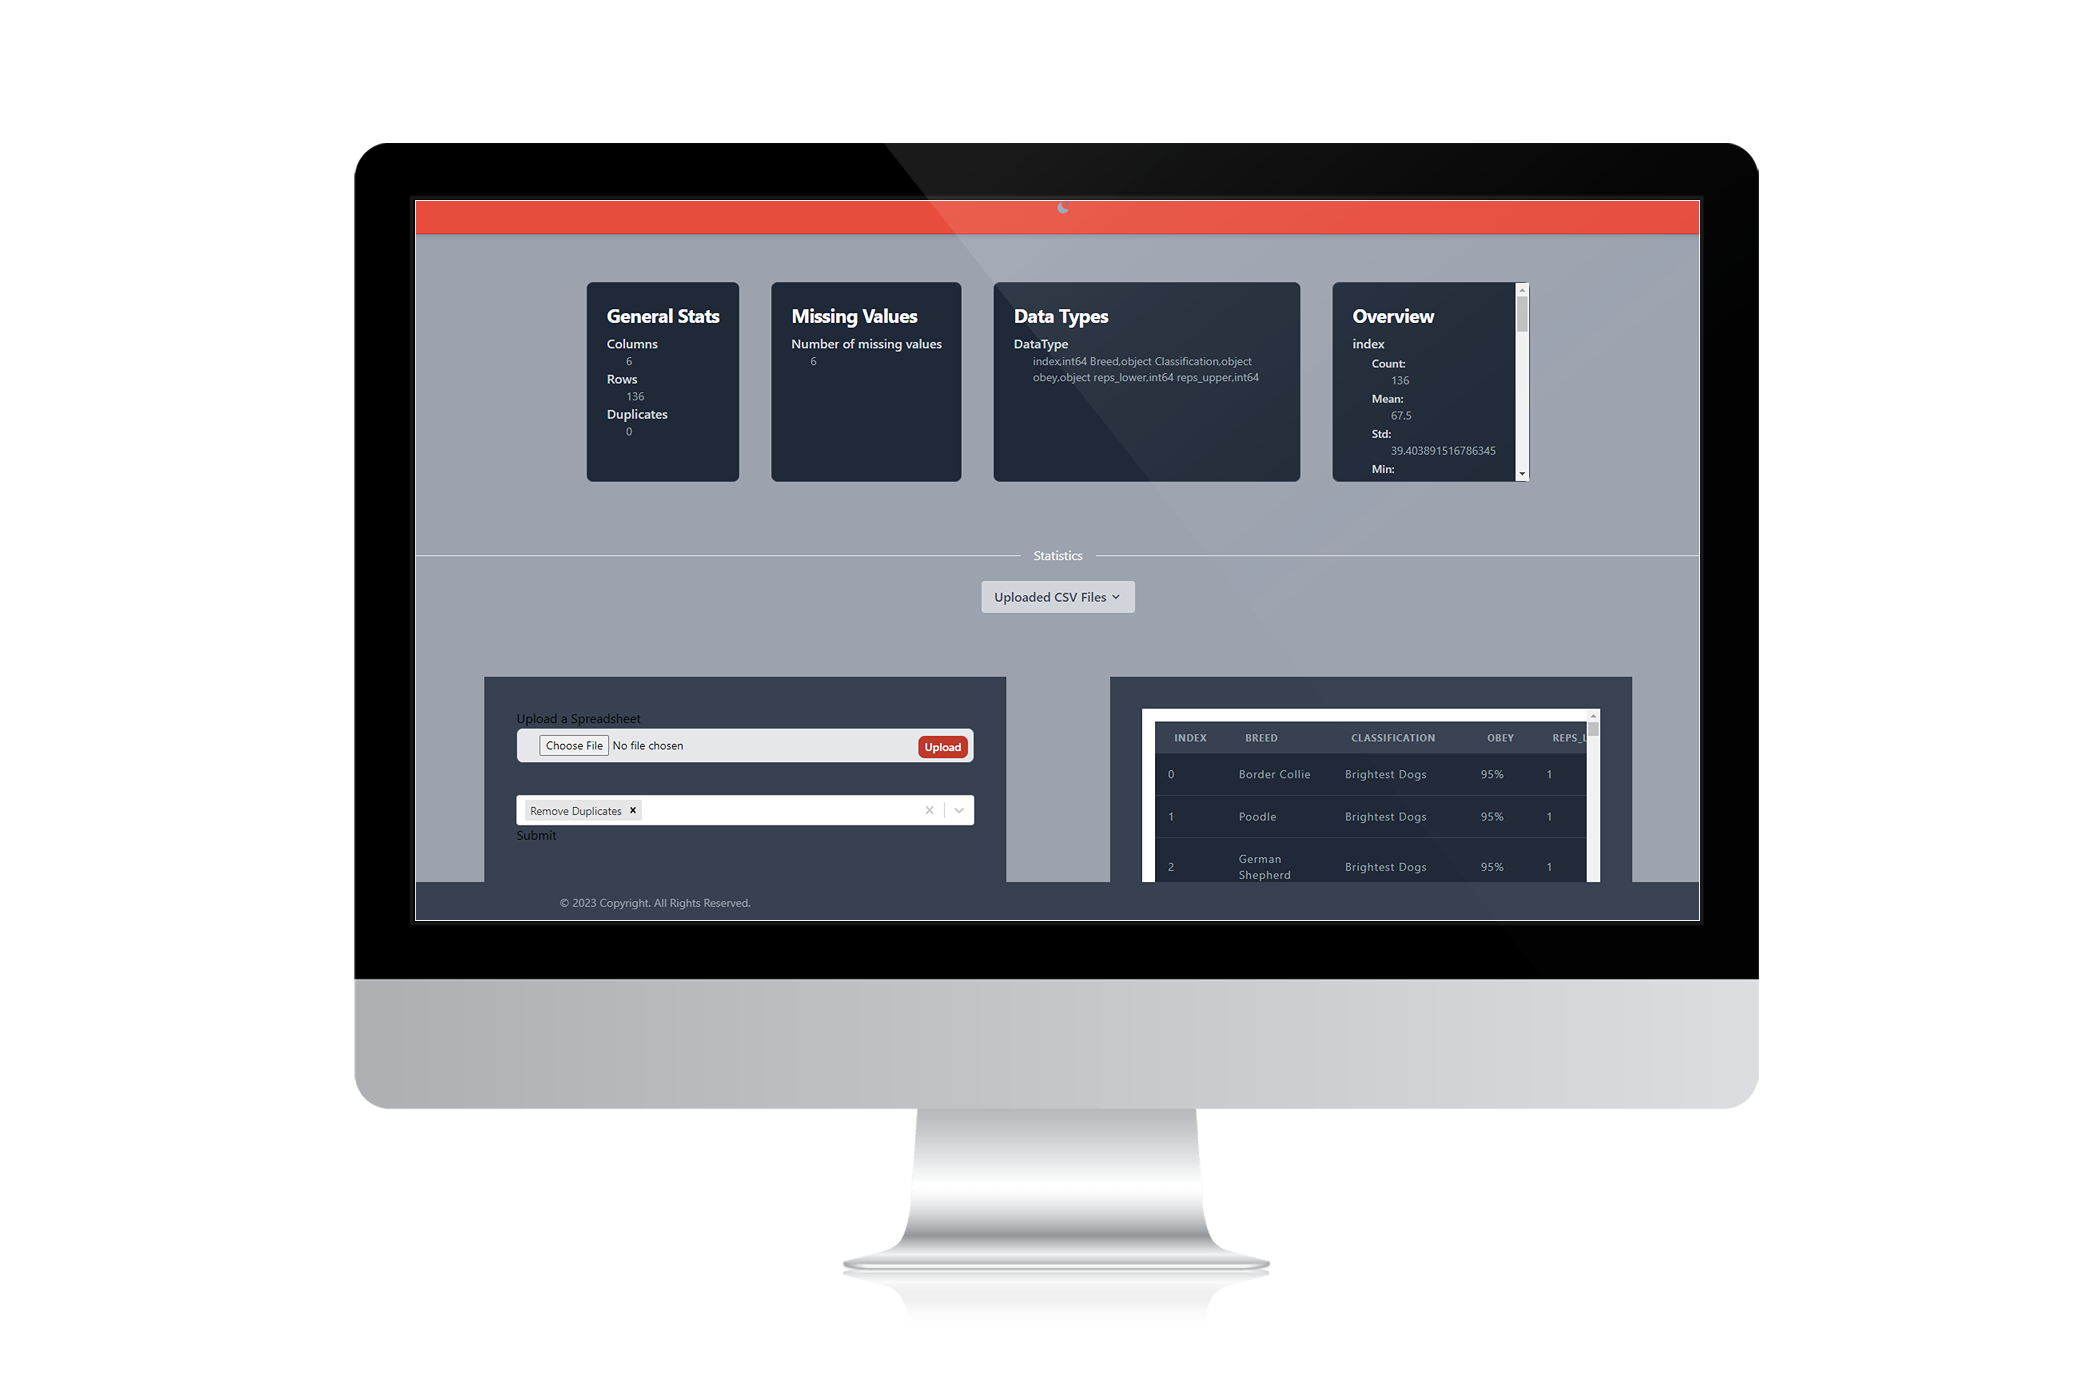 General Stats
Columns
6
Rows
136
Duplicates
0
Missing Values
Number of missing values
6
Data Types
DataType
index,int64 Breed,object Classification,object
obey,object reps_lower,int64 reps_upper,int64
Overview
index
Count:
136
Mean:
67.5
Std:
39.403891516786345
Min:
Statistics
Uploaded CSV Files
Upload a Spreadsheet
Choose File No file chosen
Upload
Remove Duplicates
Submit
INDEX BREED CLASSIFICATION OBEY REPS_L
0 Border Collie Brightest Dogs 95% 1
1 Poodle Brightest Dogs 95% 1
2 German Shepherd Brightest Dogs 95% 1
© 2023 Copyright. All Rights Reserved.